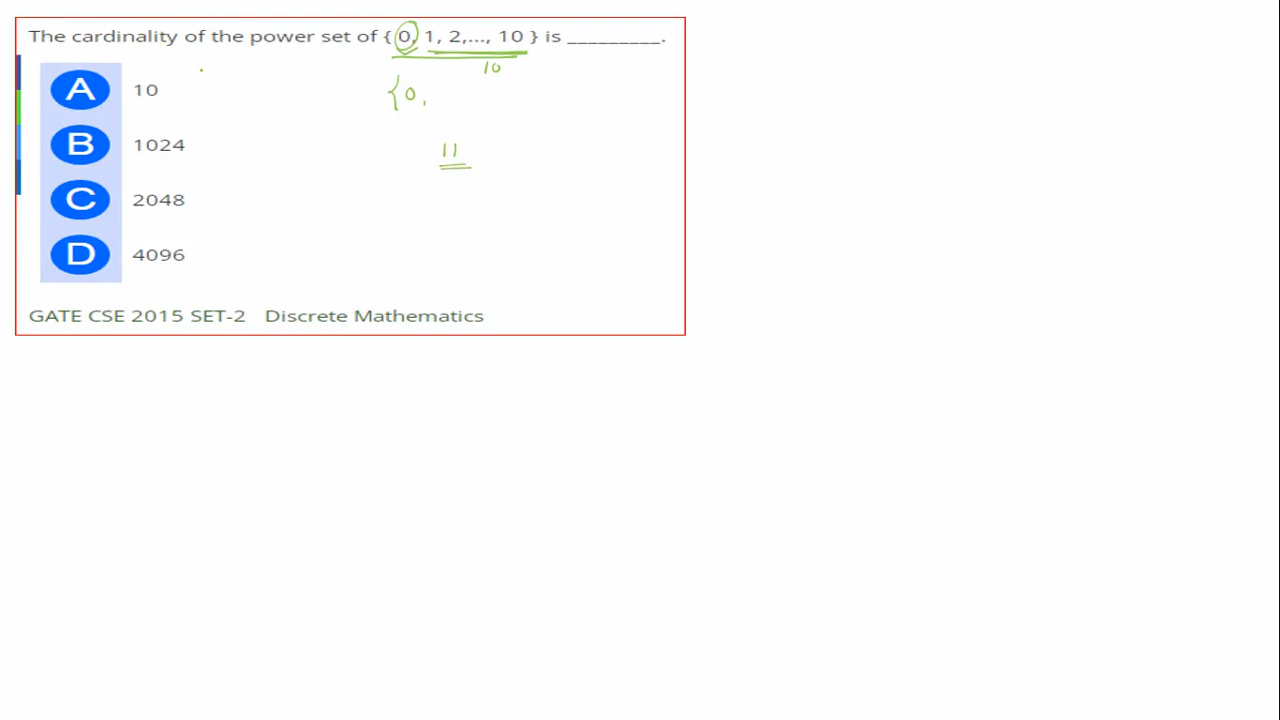 The cardinality of the power set of { 0, 1, 2,..., 10 } is _________.
10
A 10
{0,
B 1024
11
C 2048
D 4096
GATE CSE 2015 SET-2 Discrete Mathematics